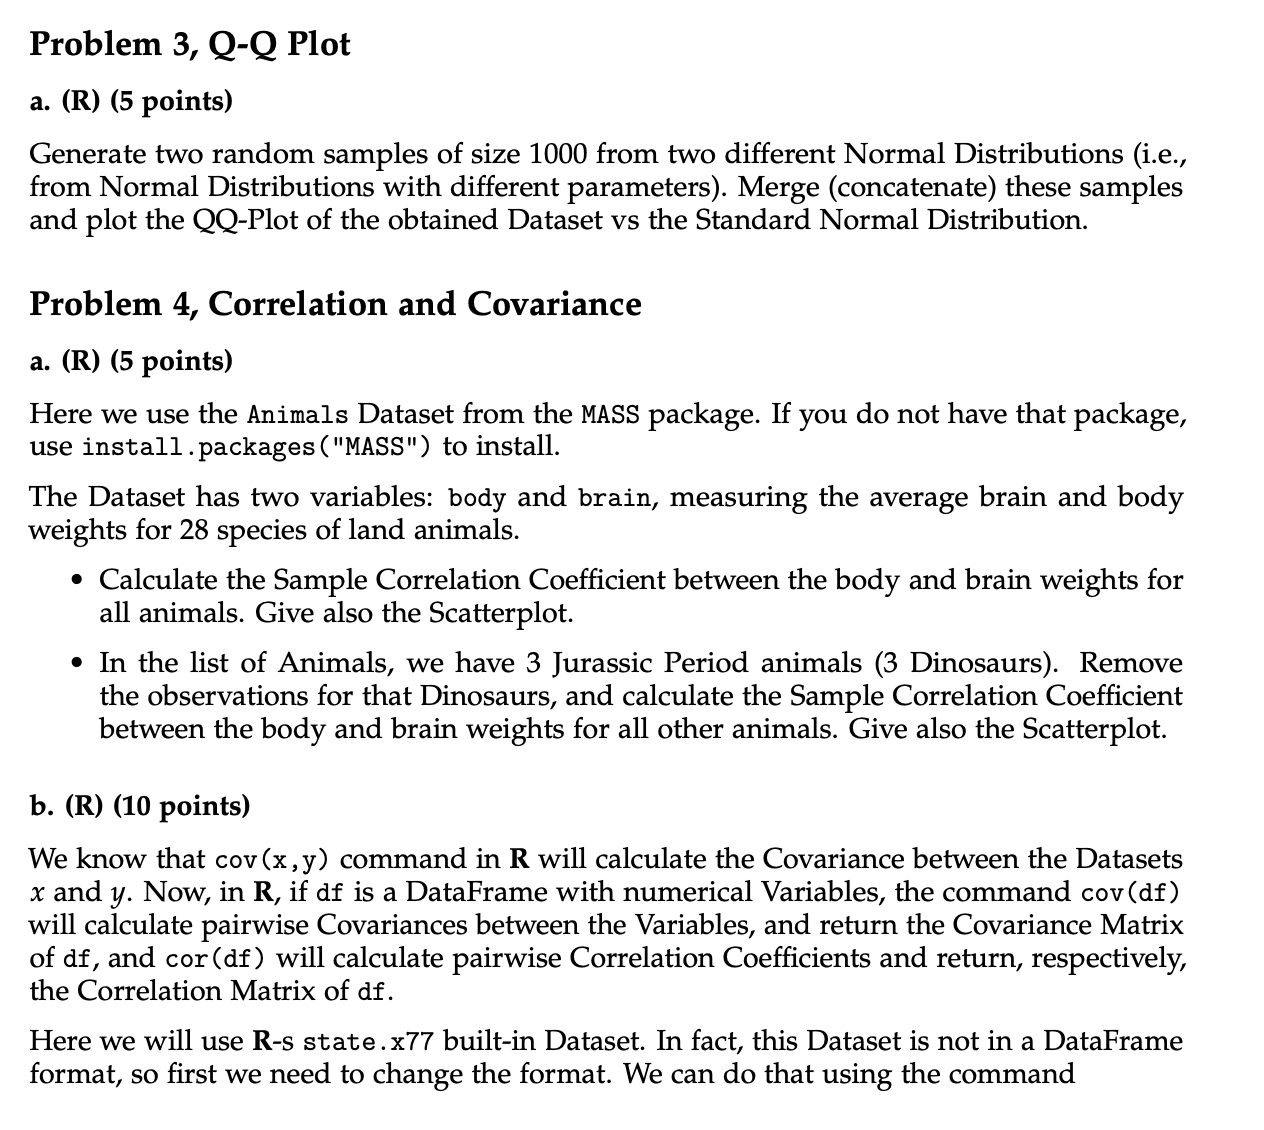 Problem 3, Q-Q Plot
a. (R) (5 points)
Generate two random samples of size 1000 from two different Normal Distributions (i.e.,
from Normal Distributions with different parameters). Merge (concatenate) these samples
and plot the QQ-Plot of the obtained Dataset vs the Standard Normal Distribution.
Problem 4, Correlation and Covariance
a. (R) (5 points)
Here we use the Animals Dataset from the MASS package. If you do not have that package,
use install.packages("MASS") to install.
The Dataset has two variables: body and brain, measuring the average brain and body
weights for 28 species of land animals.
• Calculate the Sample Correlation Coefficient between the body and brain weights for
all animals. Give also the Scatterplot.
• In the list of Animals, we have 3 Jurassic Period animals (3 Dinosaurs). Remove
the observations for that Dinosaurs, and calculate the Sample Correlation Coefficient
between the body and brain weights for all other animals. Give also the Scatterplot.
b. (R) (10 points)
We know that cov(x,y) command in R will calculate the Covariance between the Datasets
x and y. Now, in R, if df is a DataFrame with numerical Variables, the command cov(df)
will calculate pairwise Covariances between the Variables, and return the Covariance Matrix
of df, and cor(df) will calculate pairwise Correlation Coefficients and return, respectively,
the Correlation Matrix of df.
Here we will use R-s state.x77 built-in Dataset. In fact, this Dataset is not in a DataFrame
format, so first we need to change the format. We can do that using the command